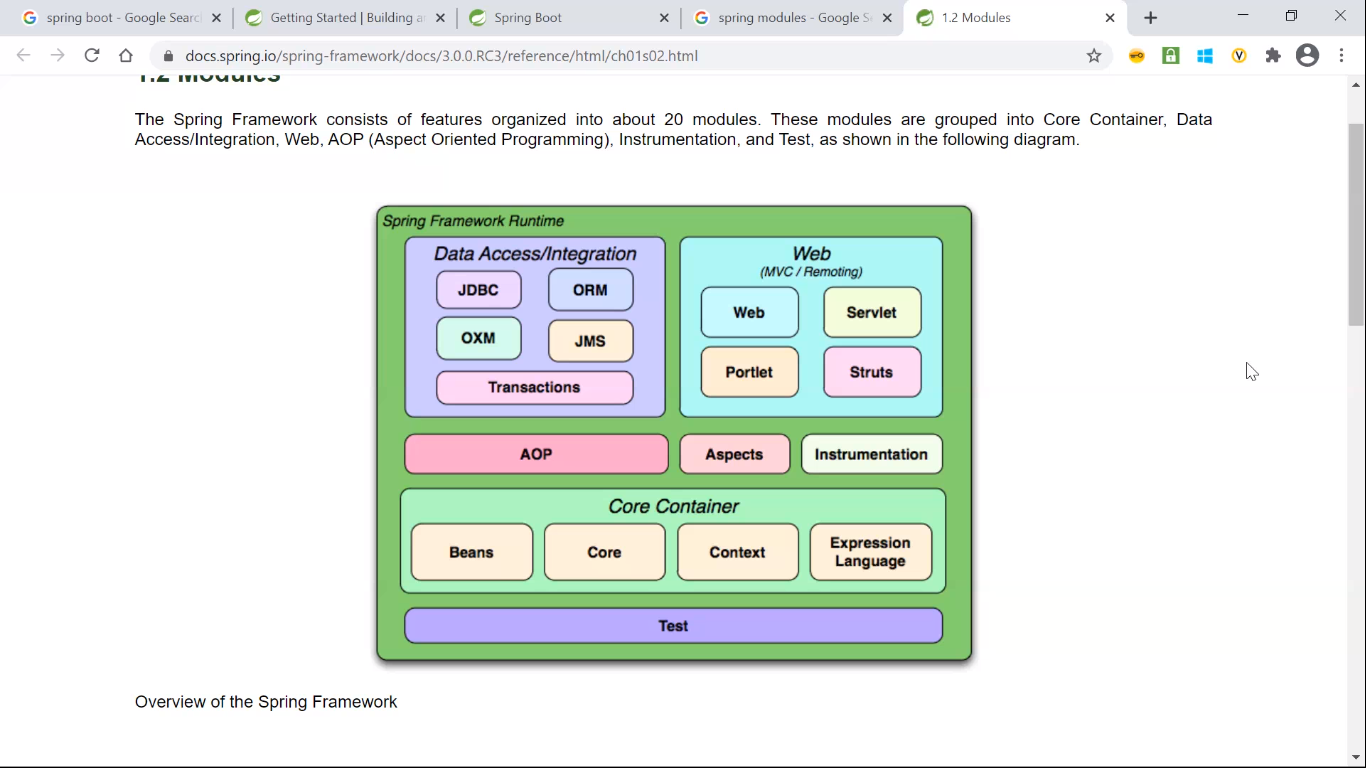 spring boot - Google Searc
Getting Started | Building a
Spring Boot
spring modules - Google S
1.2 Modules
docs.spring.io/spring-framework/docs/3.0.0.RC3/reference/html/ch01s02.html
1.2 Modules
The Spring Framework consists of features organized into about 20 modules. These modules are grouped into Core Container, Data
Access/Integration, Web, AOP (Aspect Oriented Programming), Instrumentation, and Test, as shown in the following diagram.
Spring Framework Runtime
Data Access/Integration
JDBC
ORM
OXM
JMS
Transactions
Web
(MVC / Remoting)
Web
Servlet
Portlet
Struts
AOP
Aspects
Instrumentation
Core Container
Beans
Core
Context
Expression
Language
Test
Overview of the Spring Framework